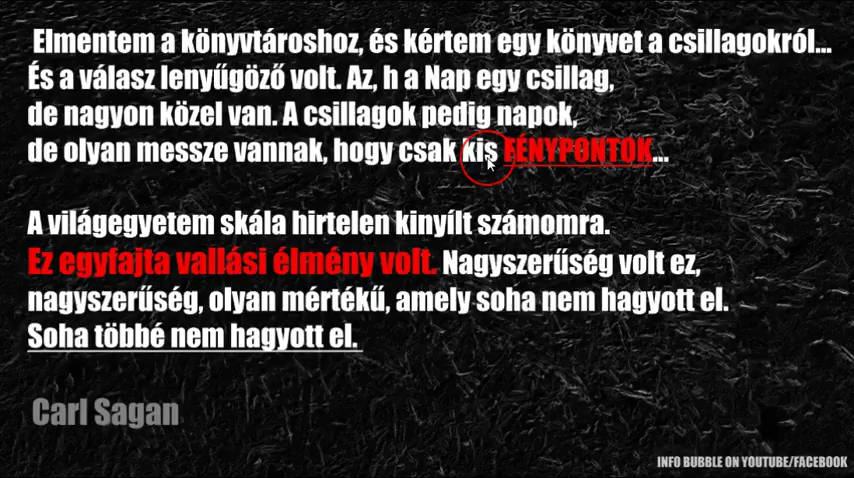 Elmentem a könyvtároshoz, és kértem egy könyvet a csillagokról...
És a válasz lenyűgöző volt. Az, h a Nap egy csillag,
de nagyon közel van. A csillagok pedig napok,
de olyan messze vannak, hogy csak kis FÉNYPONTOK...
A világegyetem skála hirtelen kinyílt számomra.
Ez egyfajta vallási élmény volt. Nagyszerűség volt ez,
nagyszerűség, olyan mértékű, amely soha nem hagyott el.
Soha többé nem hagyott el.
Carl Sagan
INFO BUBBLE ON YOUTUBE/FACEBOOK